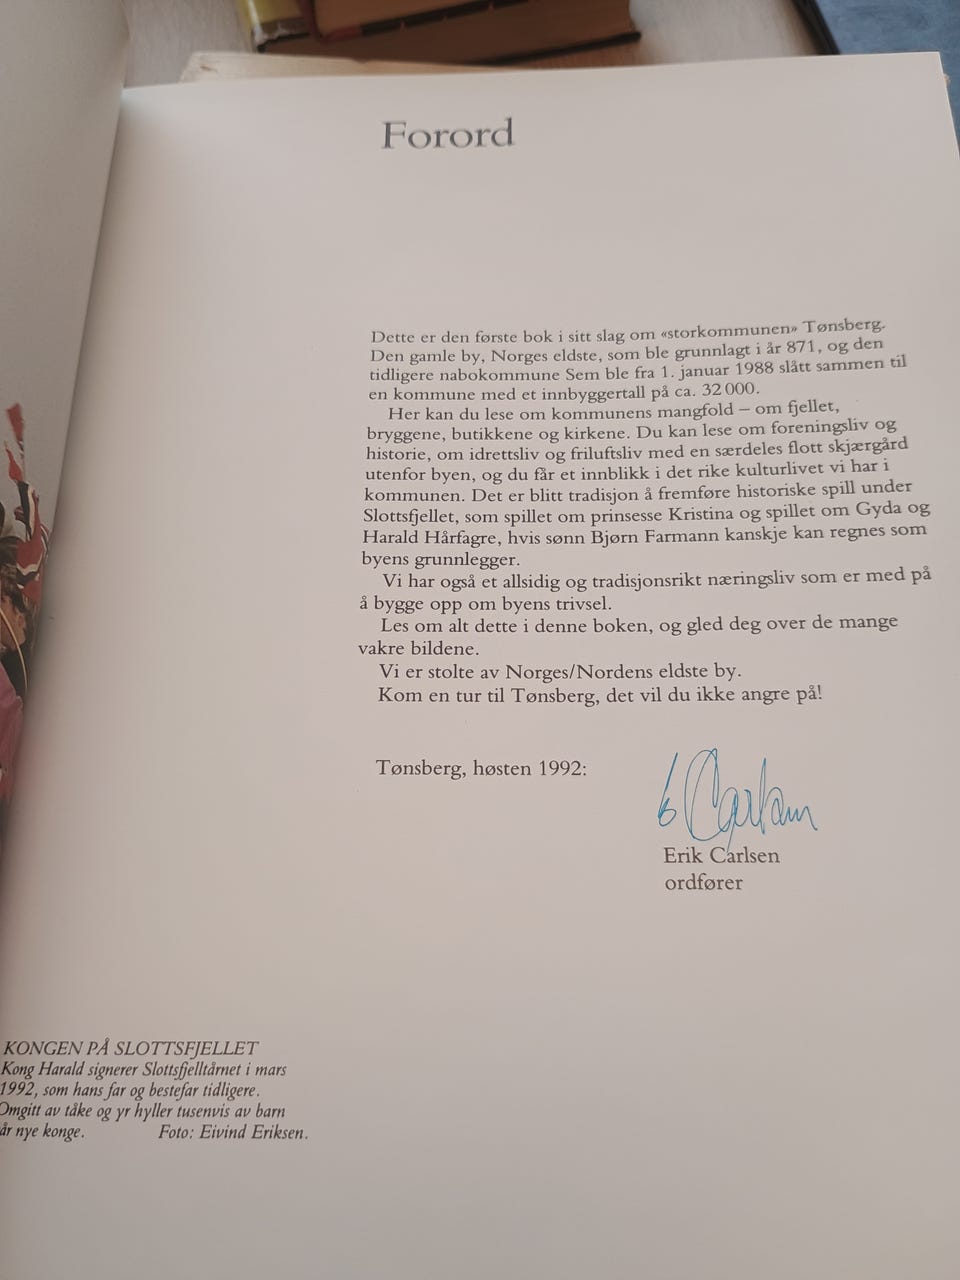 Forord
Dette er den første bok i sitt slag om «storkommunen» Tønsberg.
Den gamle by, Norges eldste, som ble grunnlagt i år 871, og den
tidligere nabokommune Sem ble fra 1. januar 1988 slått sammen til
en kommune med et innbyggertall på ca. 32 000.
Her kan du lese om kommunens mangfold – om fjellet,
bryggene, butikkene og kirkene. Du kan lese om foreningsliv og
historie, om idrettsliv og friluftsliv med en særdeles flott skjærgård
utenfor byen, og du får et innblikk i det rike kulturlivet vi har i
kommunen. Det er blitt tradisjon å fremføre historiske spill under
Slottsfjellet, som spillet om prinsesse Kristina og spillet om Gyda og
Harald Hårfagre, hvis sønn Bjørn Farmann kanskje kan regnes som
byens grunnlegger.
Vi har også et allsidig og tradisjonsrikt næringsliv som er med på
å bygge opp om byens trivsel.
Les om alt dette i denne boken, og gled deg over de mange
vakre bildene.
Vi er stolte av Norges/Nordens eldste by.
Kom en tur til Tønsberg, det vil du ikke angre på!
Tønsberg, høsten 1992:
E Carlsen
Erik Carlsen
ordfører
KONGEN PÅ SLOTTSFJELLET
Kong Harald signerer Slottsfjelltårnet i mars
1992, som hans far og bestefar tidligere.
Omgitt av tåke og yr hyller tusenvis av barn
år nye konge. Foto: Eivind Eriksen.